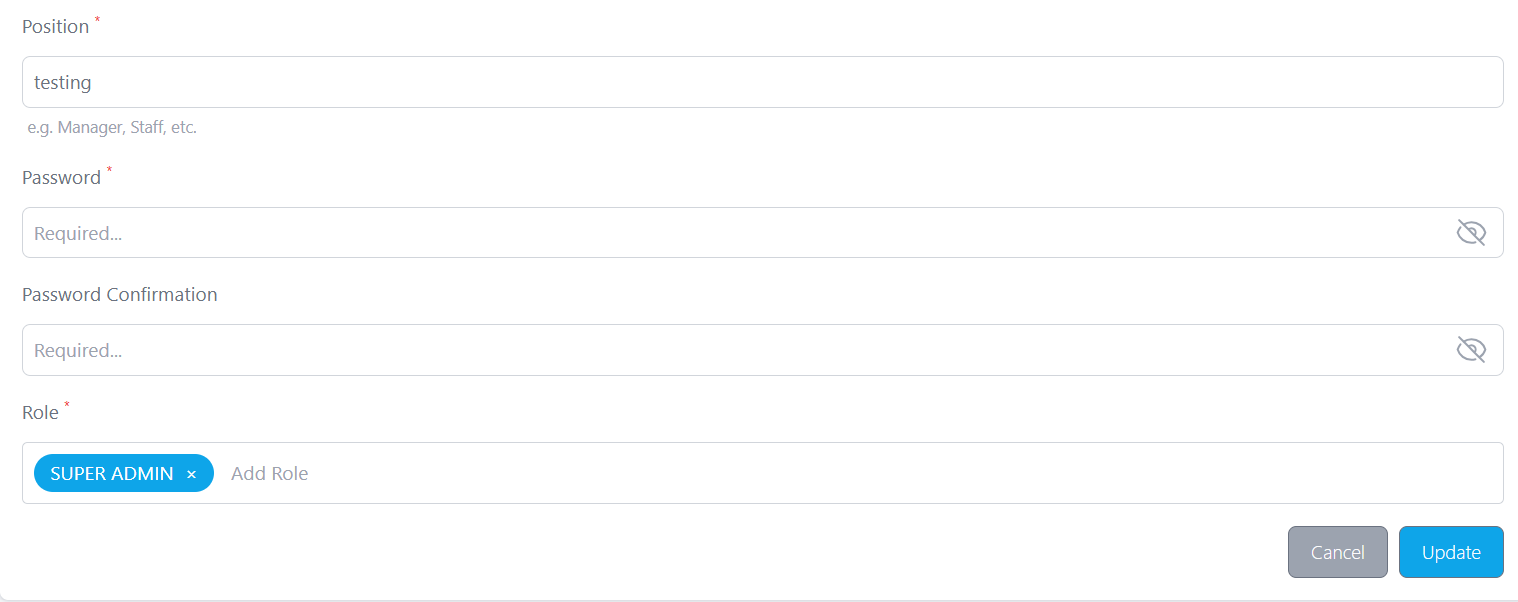 Position *
testing
e.g. Manager, Staff, etc.
Password *
Required...
Password Confirmation
Required...
Role *
SUPER ADMIN × Add Role
Cancel Update